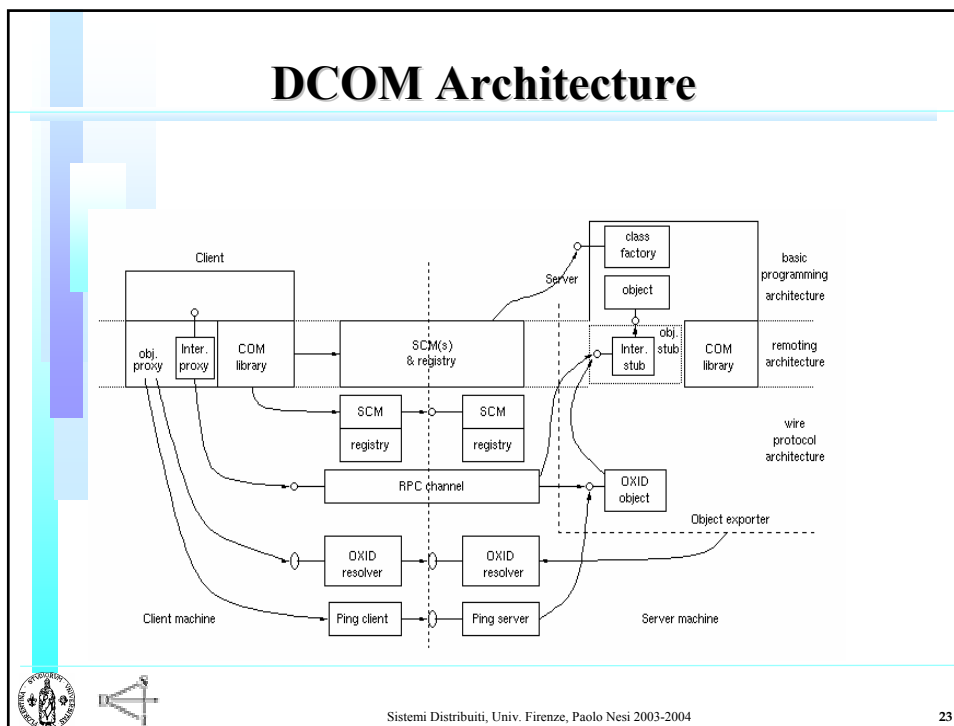 DCOM Architecture
Client
Server
class
factory
object
basic
programming
architecture
obj.
proxy
Inter.
proxy
COM
library
SCM(s)
& registry
Inter.
stub
obj.
stub
COM
library
remoting
architecture
SCM
registry
SCM
registry
wire
protocol
architecture
RPC channel
OXID
object
Object exporter
OXID
resolver
OXID
resolver
Client machine
Ping client
Ping server
Server machine
Sistemi Distribuiti, Univ. Firenze, Paolo Nesi 2003-2004
23